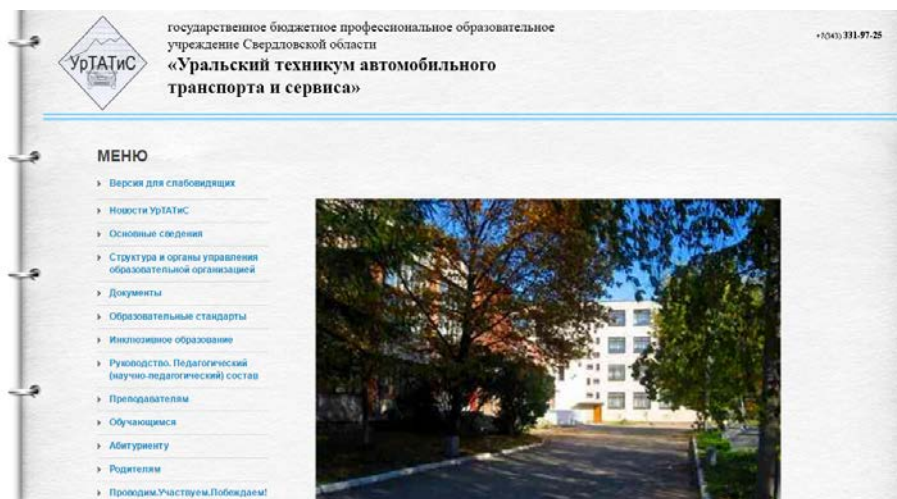 государственное бюджетное профессиональное образовательное
учреждение Свердловской области
«Уральский техникум автомобильного
транспорта и сервиса»
+7(343) 331-97-25
УрТАТиС
МЕНЮ
Версия для слабовидящих
Новости УрТАТиС
Основные сведения
Структура и органы управления
образовательной организацией
Документы
Образовательные стандарты
Инклюзивное образование
Руководство. Педагогический
(научно-педагогический) состав
Преподавателям
Обучающимся
Абитуриенту
Родителям
Проводим.Участвуем.Побеждаем!